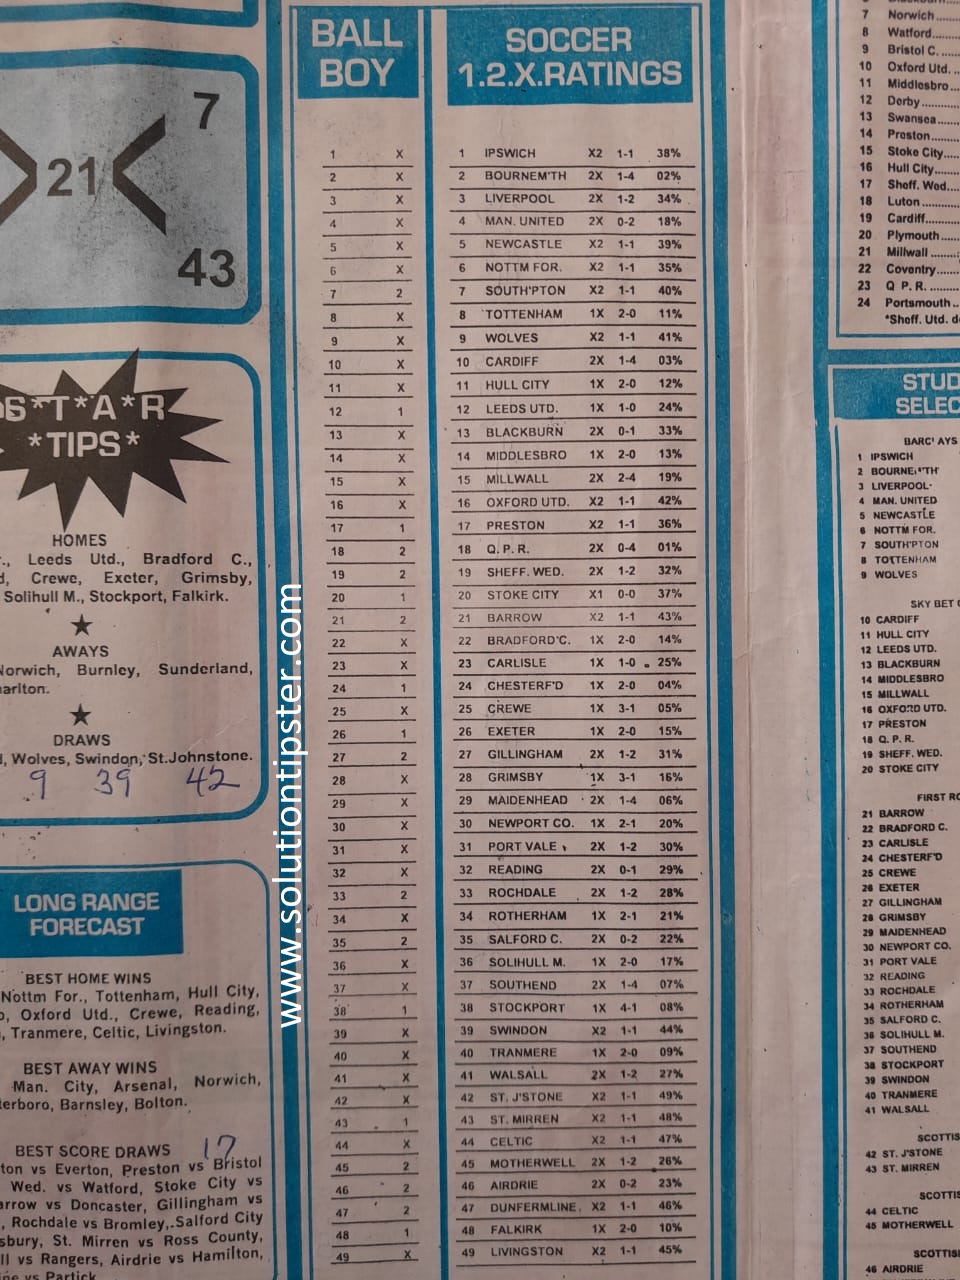 7
21
43
S*T*A*R
*TIPS*
HOMES
Leeds Utd., Bradford C.,
Crewe, Exeter, Grimsby,
Solihull M., Stockport, Falkirk.
AWAYS
Norwich, Burnley, Sunderland,
DRAWS
Wolves, Swindon, St.Johnstone.
9 39 42
LONG RANGE
FORECAST
BEST HOME WINS
Nottm For., Tottenham, Hull City,
Oxford Utd., Crewe, Reading,
Tranmere, Celtic, Livingston.
BEST AWAY WINS
Man. City, Arsenal, Norwich,
Barnsley, Bolton.
BEST SCORE DRAWS 17
vs Everton, Preston vs Bristol
Wed. vs Watford, Stoke City vs
vs Doncaster, Gillingham vs
Rochdale vs Bromley, Salford City
St. Mirren vs Ross County,
vs Rangers, Airdrie vs Hamilton,
vs Partick
BALL
BOY
1 X
2 X
3 X
4 X
5 X
6 X
7 2
8 X
9 X
10 X
11 X
12 1
13 X
14 X
15 X
16 X
17 1
18 2
19 2
20 1
21 2
22 X
23 X
24 1
25 X
26 1
27 2
28 X
29 X
30 X
31 X
32 X
33 2
34 X
35 2
36 X
37 X
38 1
39 X
40 X
41 X
42 X
43 1
44 X
45 2
46 2
47 2
48 1
49 X
www.solutiontipster.com
SOCCER
1.2.X.RATINGS
1 IPSWICH X2 1-1 38%
2 BOURNEM'TH 2X 1-4 02%
3 LIVERPOOL 2X 1-2 34%
4 MAN. UNITED 2X 0-2 18%
5 NEWCASTLE X2 1-1 39%
6 NOTTM FOR. X2 1-1 35%
7 SOUTH'PTON X2 1-1 40%
8 TOTTENHAM 1X 2-0 11%
9 WOLVES X2 1-1 41%
10 CARDIFF 2X 1-4 03%
11 HULL CITY 1X 2-0 12%
12 LEEDS UTD. 1X 1-0 24%
13 BLACKBURN 2X 0-1 33%
14 MIDDLESBRO 1X 2-0 13%
15 MILLWALL 2X 2-4 19%
16 OXFORD UTD. X2 1-1 42%
17 PRESTON X2 1-1 36%
18 Q.P.R. 2X 0-4 01%
19 SHEFF. WED. 2X 1-2 32%
20 STOKE CITY X1 0-0 37%
21 BARROW X2 1-1 43%
22 BRADFORD C. 1X 2-0 14%
23 CARLISLE 1X 1-0 25%
24 CHESTERF'D 1X 2-0 04%
25 CREWE 1X 3-1 05%
26 EXETER 1X 2-0 15%
27 GILLINGHAM 2X 1-2 31%
28 GRIMSBY 1X 3-1 16%
29 MAIDENHEAD 2X 1-4 06%
30 NEWPORT CO. 1X 2-1 20%
31 PORT VALE 2X 1-2 30%
32 READING 2X 0-1 29%
33 ROCHDALE 2X 1-2 28%
34 ROTHERHAM 1X 2-1 21%
35 SALFORD C. 2X 0-2 22%
36 SOLIHULL M. 1X 2-0 17%
37 SOUTHEND 2X 1-4 07%
38 STOCKPORT 1X 4-1 08%
39 SWINDON X2 1-1 44%
40 TRANMERE 1X 2-0 09%
41 WALSALL 2X 1-2 27%
42 ST. J'STONE X2 1-1 49%
43 ST. MIRREN X2 1-1 48%
44 CELTIC X2 1-1 47%
45 MOTHERWELL 2X 1-2 26%
46 AIRDRIE 2X 0-2 23%
47 DUNFERMLINE. X2 1-1 46%
48 FALKIRK 1X 2-0 10%
49 LIVINGSTON X2 1-1 45%
7 Norwich
8 Watford
9 Bristol C.
10 Oxford Utd.
11 Middlesbro
12 Derby
13 Swansea
14 Preston
15 Stoke City
16 Hull City
17 Sheff. Wed.
18 Luton
19 Cardiff
20 Plymouth
21 Millwall
22 Coventry
23 Q P. R.
24 Portsmouth
*Sheff. Utd.
STUD
SELEC
BARC' AYS
1 IPSWICH
2 BOURNEM'TH
3 LIVERPOOL
4 MAN. UNITED
5 NEWCASTLE
6 NOTTM FOR.
7 SOUTH'PTON
8 TOTTENHAM
9 WOLVES
SKY BET
10 CARDIFF
11 HULL CITY
12 LEEDS UTD.
13 BLACKBURN
14 MIDDLESBRO
15 MILLWALL
16 OXFORD UTD.
17 PRESTON
18 Q. P. R.
19 SHEFF. WED.
20 STOKE CITY
FIRST RO
21 BARROW
22 BRADFORD C.
23 CARLISLE
24 CHESTERF'D
25 CREWE
26 EXETER
27 GILLINGHAM
28 GRIMSBY
29 MAIDENHEAD
30 NEWPORT CO.
31 PORT VALE
32 READING
33 ROCHDALE
34 ROTHERHAM
35 SALFORD C.
36 SOLIHULL M.
37 SOUTHEND
38 STOCKPORT
39 SWINDON
40 TRANMERE
41 WALSALL
SCOTTIS
42 ST. J'STONE
43 ST. MIRREN
SCOTTIS
44 CELTIC
45 MOTHERWELL
SCOTTIS
46 AIRDRIE